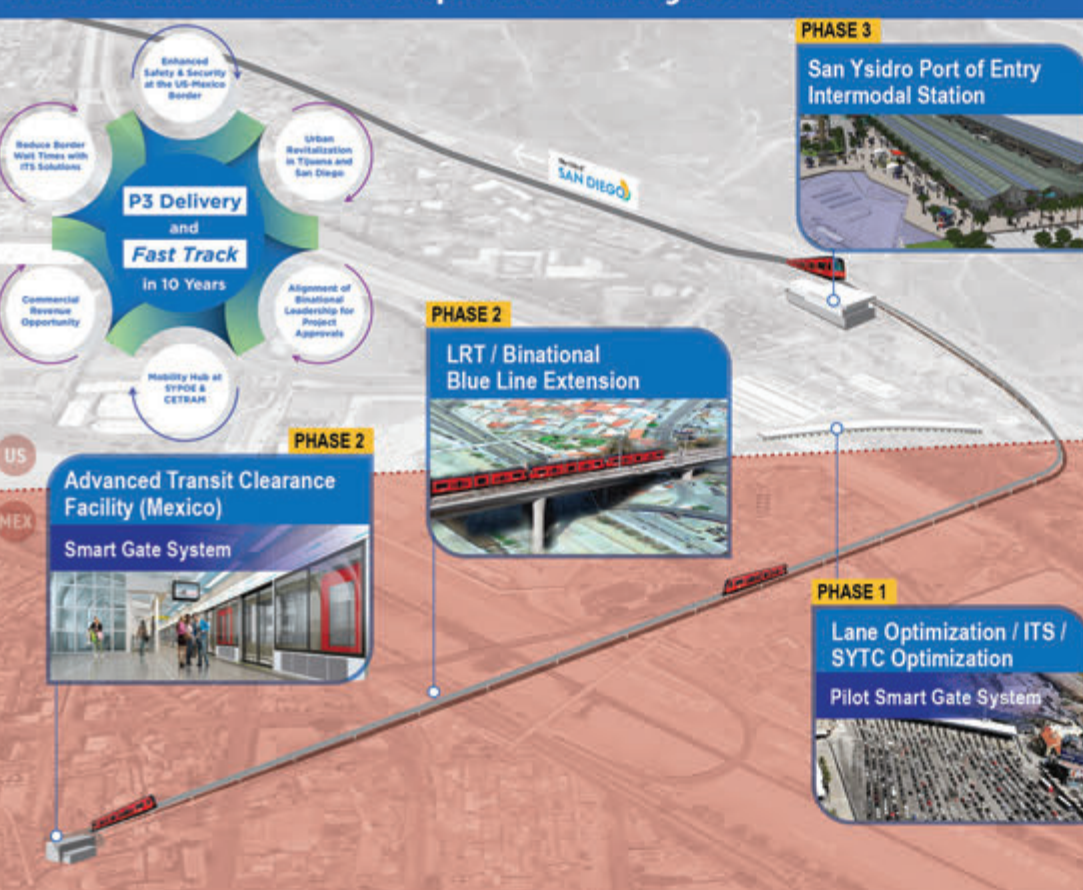 PHASE 3
San Ysidro Port of Entry
Intermodal Station
Enhanced
Safety & Security
at the US-Mexico
Border
Reduce Border
Wait Times with
ITS Solutions
Urban
Revitalization
in Tijuana and
San Diego
P3 Delivery
and
Fast Track
in 10 Years
Commercial
Revenue
Opportunity
Alignment of
Binational
Leadership for
Project
Approvals
Mobility Hub at
SYPOE &
CETRAM
SAN DIEGO
PHASE 2
LRT / Binational
Blue Line Extension
US
MEX
PHASE 2
Advanced Transit Clearance
Facility (Mexico)
Smart Gate System
PHASE 1
Lane Optimization / ITS /
SYTC Optimization
Pilot Smart Gate System